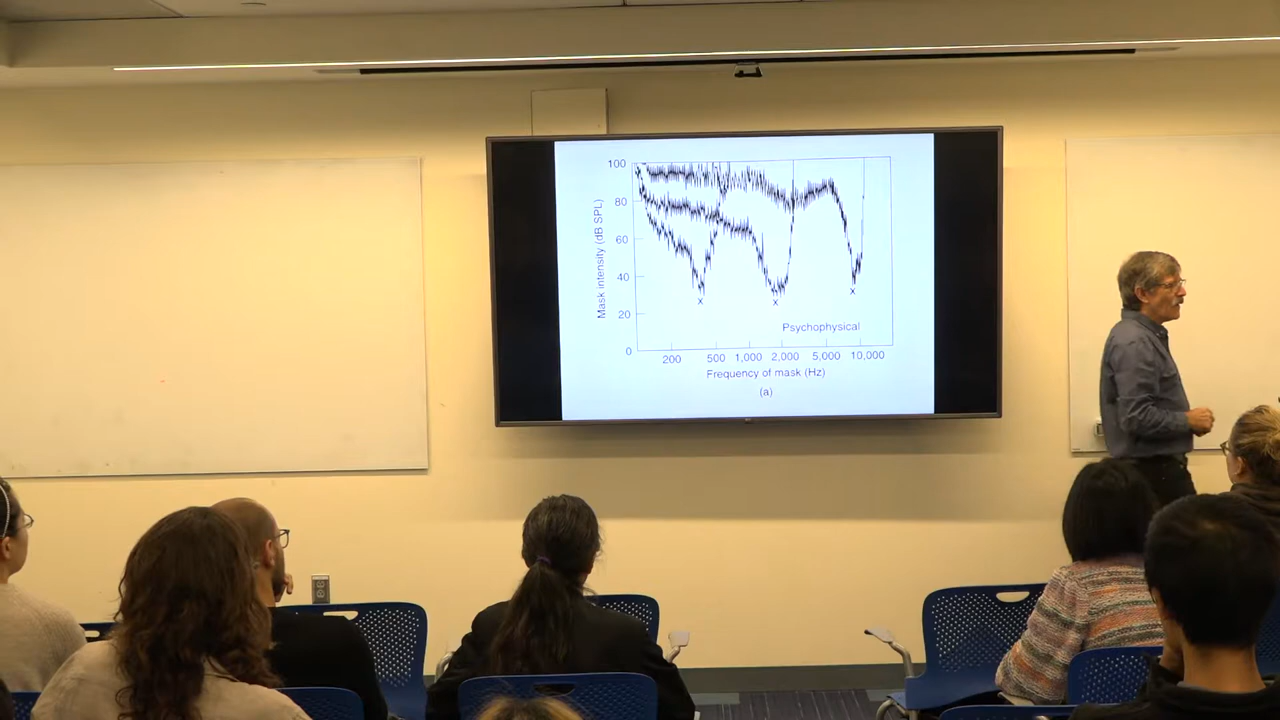 100
80
60
40
20
0
Mask intensity (dB SPL)
x x x
Psychophysical
200 500 1,000 2,000 5,000 10,000
Frequency of mask (Hz)
(a)